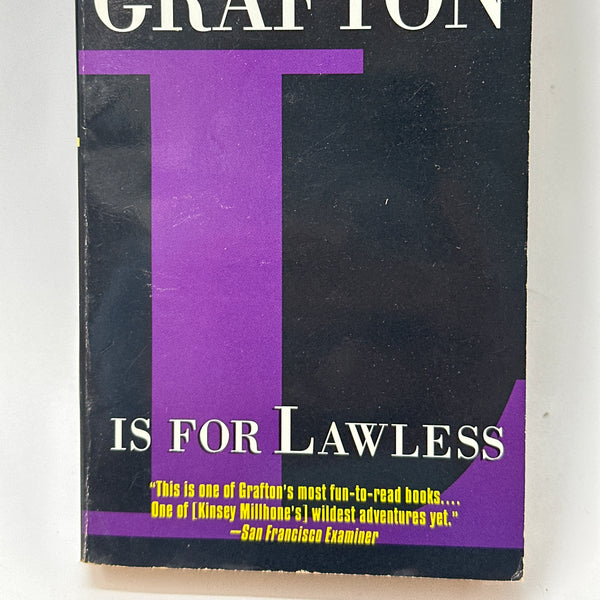 GRAFTON
L
IS FOR LAWLESS
"This is one of Grafton's most fun-to-read books....
One of [Kinsey Millhone's] wildest adventures yet."
—San Francisco Examiner